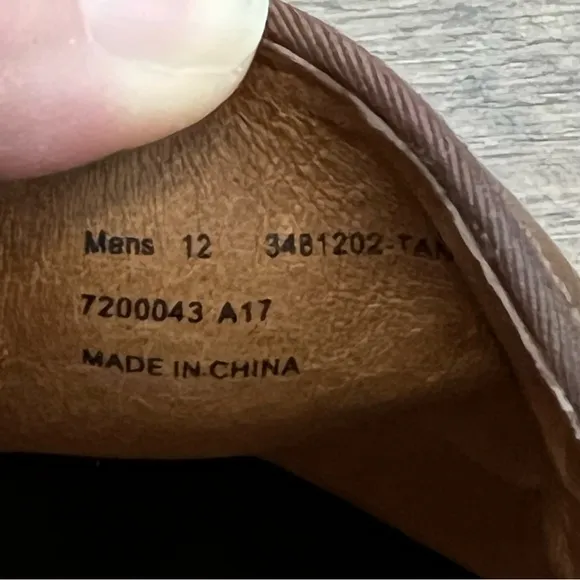 Mens 12 3481202-TAN
7200043 A17
MADE IN CHINA